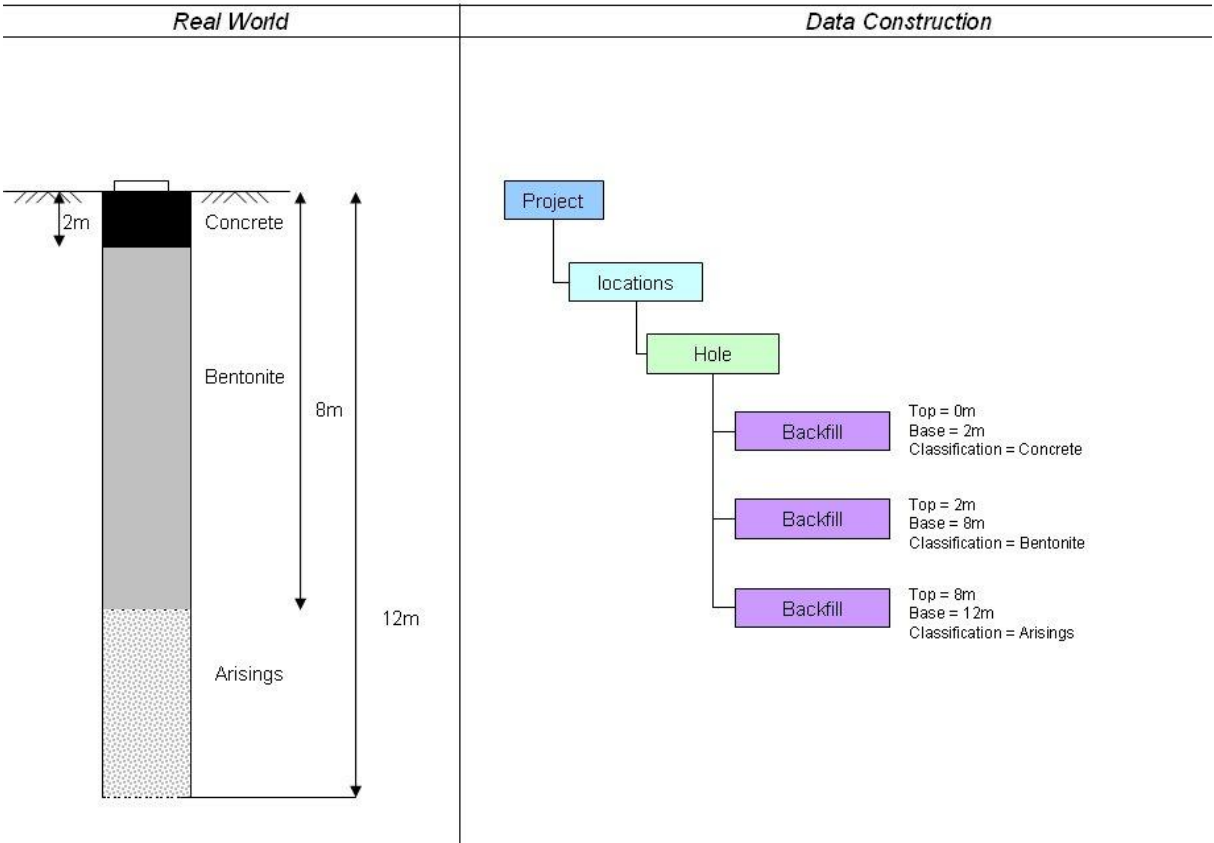 Real World
Data Construction
2m
Concrete
Bentonite
8m
12m
Arisings
Project
locations
Hole
Backfill
Top = 0m
Base = 2m
Classification = Concrete
Backfill
Top = 2m
Base = 8m
Classification = Bentonite
Backfill
Top = 8m
Base = 12m
Classification = Arisings